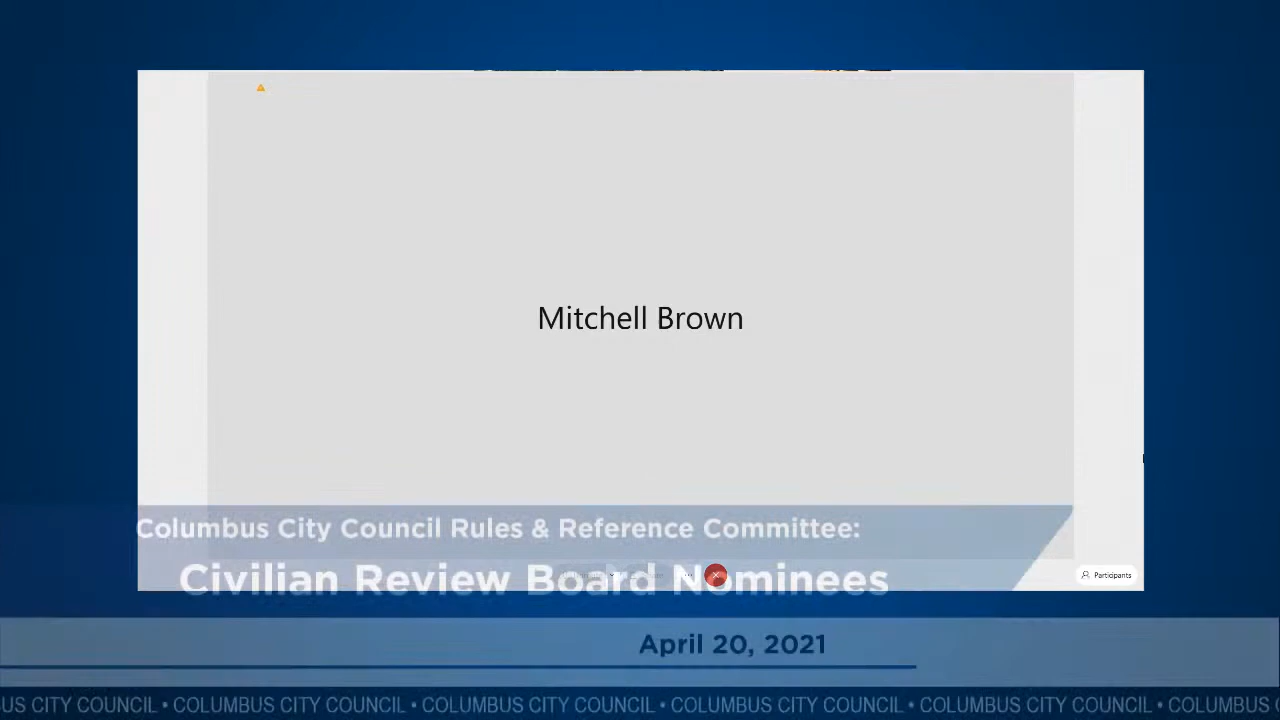 Mitchell Brown
Columbus City Council Rules & Reference Committee:
Civilian Review Board Nominees
Participants
April 20, 2021
US CITY COUNCIL • COLUMBUS CITY COUNCIL • COLUMBUS CITY COUNCIL • COLUMBUS CITY COUNCIL • COLUMBUS CITY COUNCIL • COLUMBUS